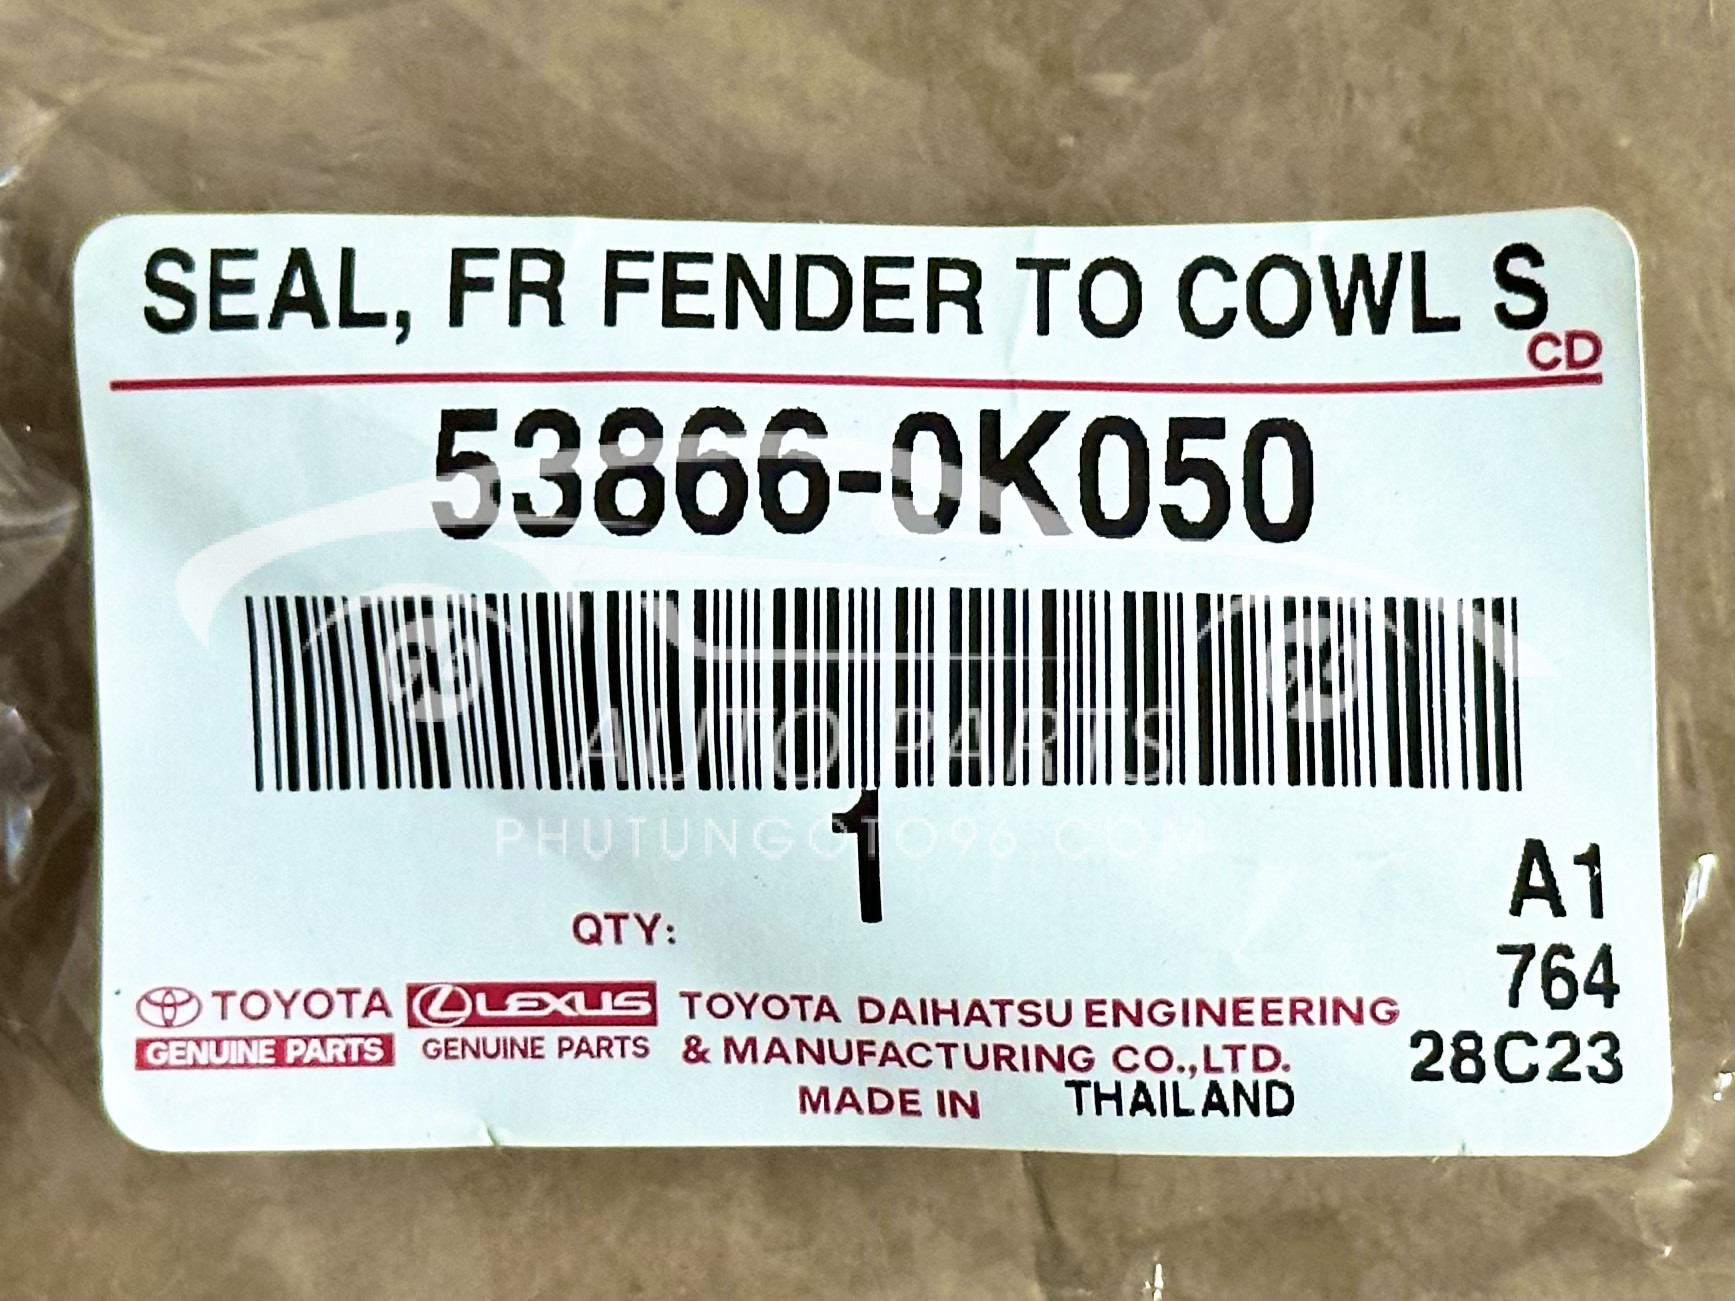 SEAL, FR FENDER TO COWL S
CD
53866-0K050
AUTO PARTS
1
PHUTUNGOTO96.COM
QTY:
A1
764
28C23
TOYOTA
GENUINE PARTS
LEXUS
GENUINE PARTS
TOYOTA DAIHATSU ENGINEERING
& MANUFACTURING CO.,LTD.
MADE IN THAILAND